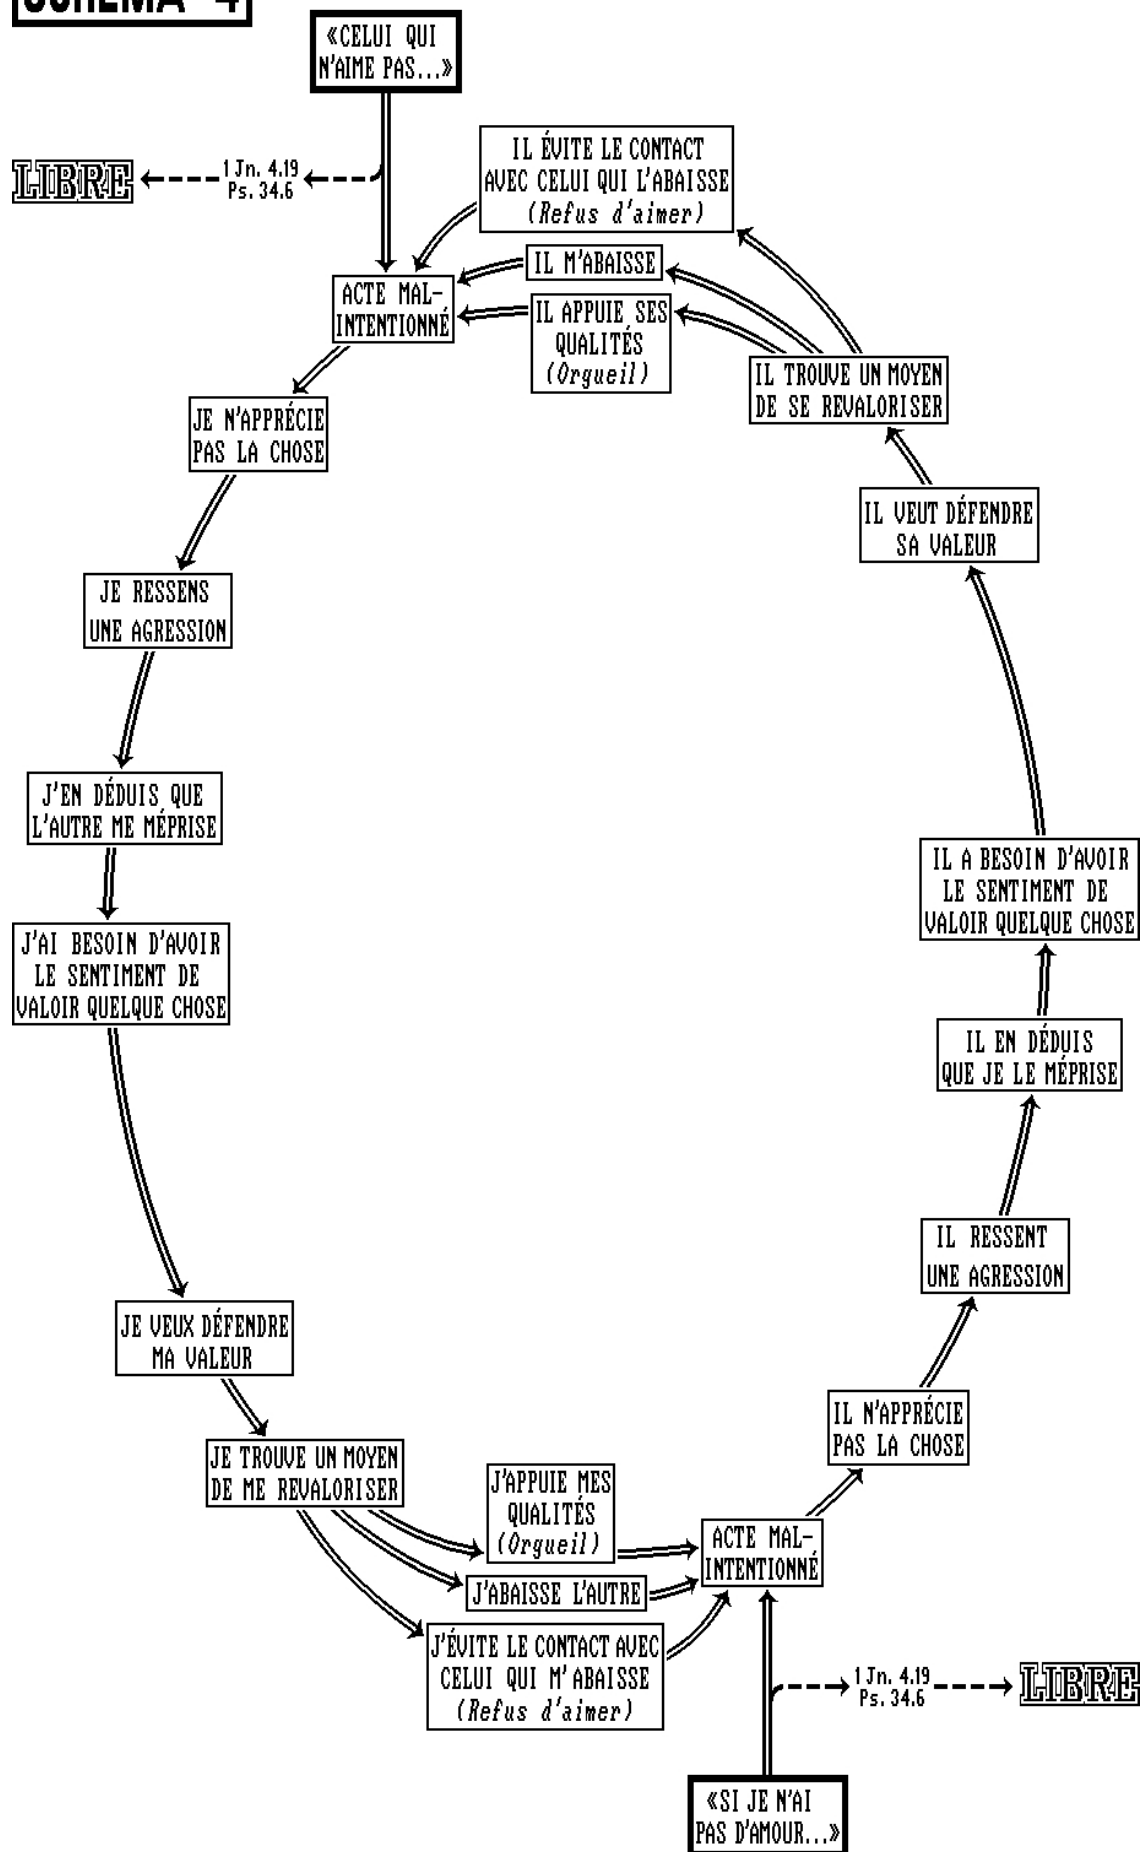 SCHÉMA 4
«CELUI QUI
N'AIME PAS...»
LIBRE
1 Jn. 4.19
Ps. 34.6
IL ÉVITE LE CONTACT
AVEC CELUI QUI L'ABAISSE
(Refus d'aimer)
IL M'ABAISSE
IL APPUIE SES
QUALITÉS
(Orgueil)
ACTE MAL-
INTENTIONNÉ
IL TROUVE UN MOYEN
DE SE REVALORISER
JE N'APPRÉCIE
PAS LA CHOSE
IL VEUT DÉFENDRE
SA VALEUR
JE RESSENS
UNE AGRESSION
J'EN DÉDUIS QUE
L'AUTRE ME MÉPRISE
IL A BESOIN D'AVOIR
LE SENTIMENT DE
VALOIR QUELQUE CHOSE
J'AI BESOIN D'AVOIR
LE SENTIMENT DE
VALOIR QUELQUE CHOSE
IL EN DÉDUIS
QUE JE LE MÉPRISE
IL RESSENT
UNE AGRESSION
JE VEUX DÉFENDRE
MA VALEUR
IL N'APPRÉCIE
PAS LA CHOSE
JE TROUVE UN MOYEN
DE ME REVALORISER
J'APPUIE MES
QUALITÉS
(Orgueil)
J'ABAISSE L'AUTRE
J'ÉVITE LE CONTACT AVEC
CELUI QUI M'ABAISSE
(Refus d'aimer)
ACTE MAL-
INTENTIONNÉ
1 Jn. 4.19
Ps. 34.6
LIBRE
«SI JE N'AI
PAS D'AMOUR...»